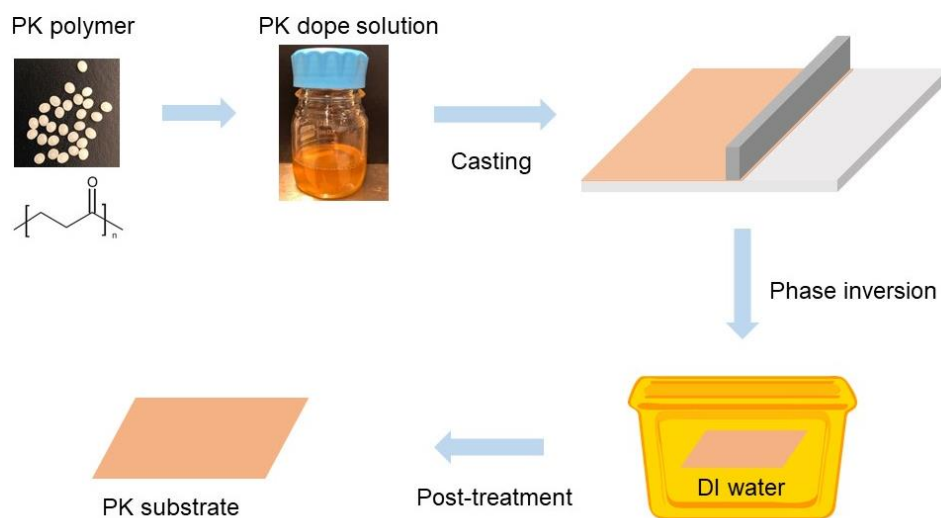 PK polymer
PK dope solution
O
n
Casting
Phase inversion
DI water
Post-treatment
PK substrate